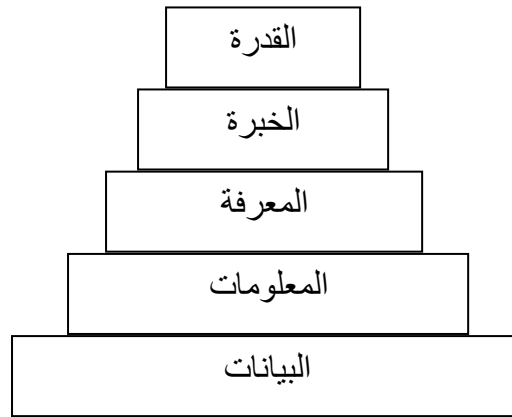 القدرة
الخبرة
المعرفة
المعلومات
البيانات